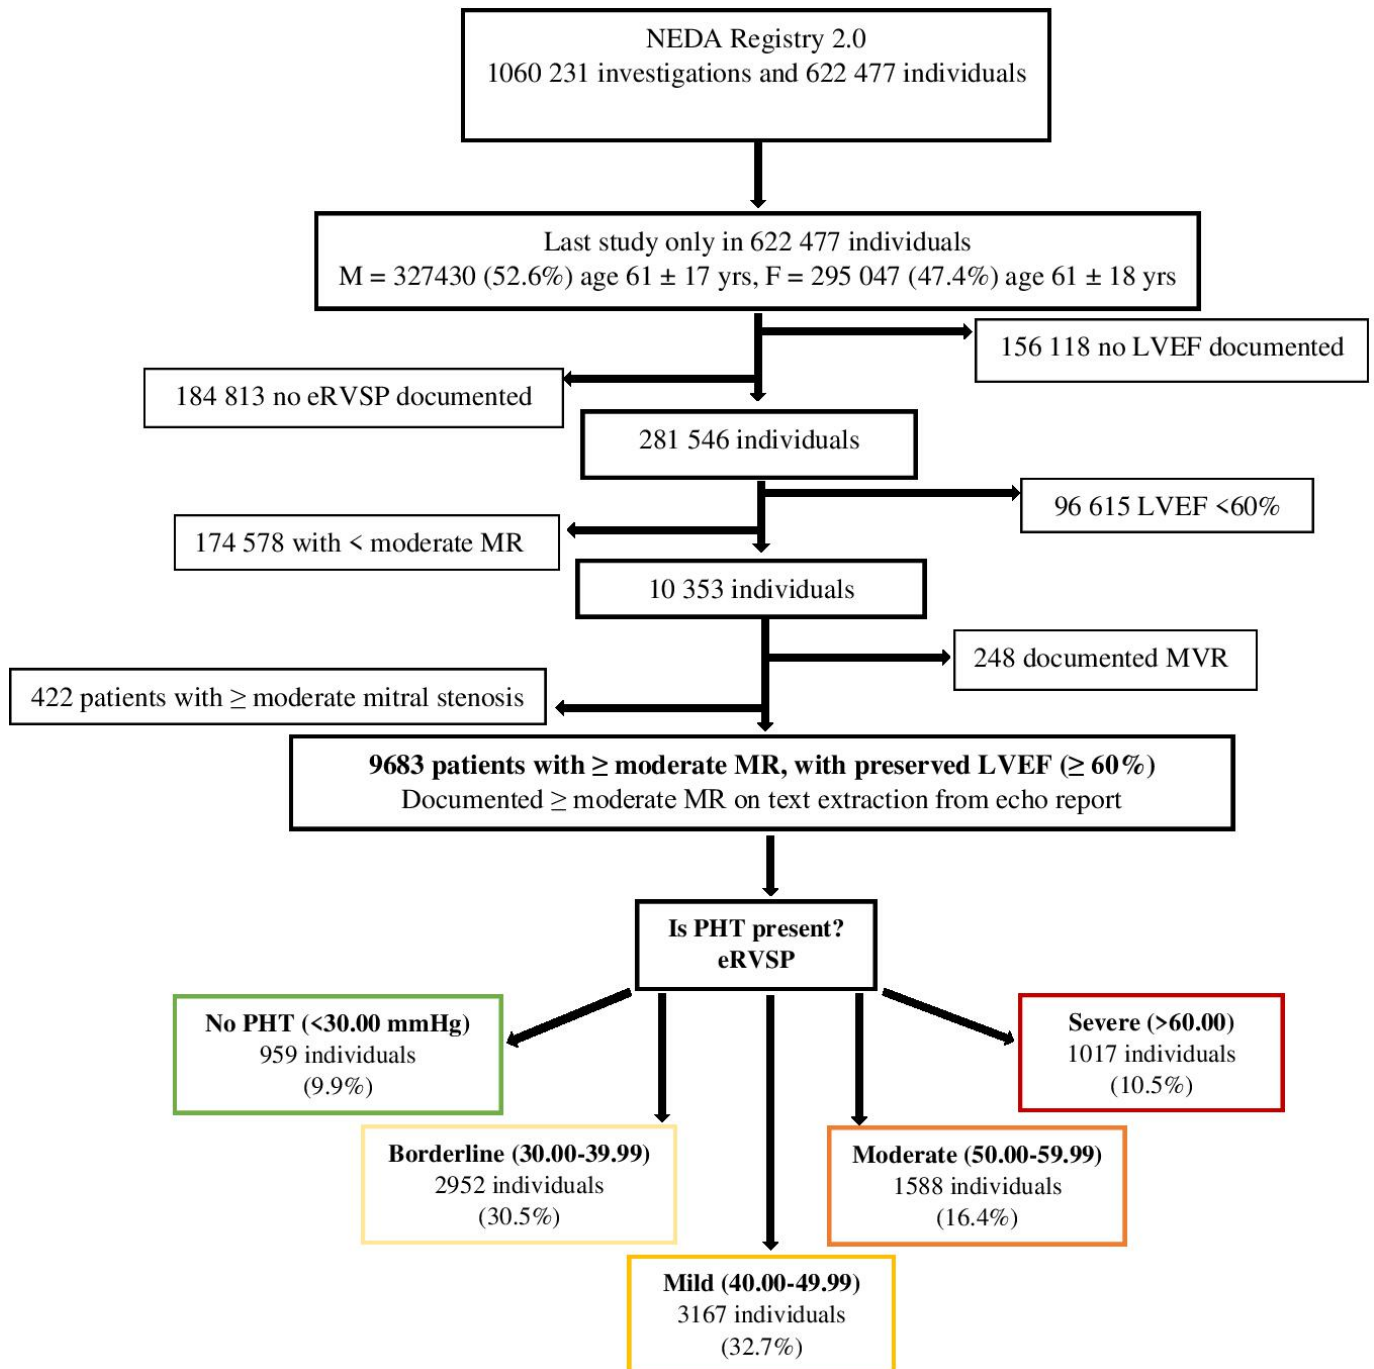 NEDA Registry 2.0
1060 231 investigations and 622 477 individuals
Last study only in 622 477 individuals
M = 327430 (52.6%) age 61 ± 17 yrs, F = 295 047 (47.4%) age 61 ± 18 yrs
156 118 no LVEF documented
184 813 no eRVSP documented
281 546 individuals
96 615 LVEF <60%
174 578 with < moderate MR
10 353 individuals
248 documented MVR
422 patients with ≥ moderate mitral stenosis
9683 patients with ≥ moderate MR, with preserved LVEF (≥ 60%)
Documented ≥ moderate MR on text extraction from echo report
Is PHT present?
eRVSP
No PHT (<30.00 mmHg)
959 individuals
(9.9%)
Severe (>60.00)
1017 individuals
(10.5%)
Borderline (30.00-39.99)
2952 individuals
(30.5%)
Moderate (50.00-59.99)
1588 individuals
(16.4%)
Mild (40.00-49.99)
3167 individuals
(32.7%)